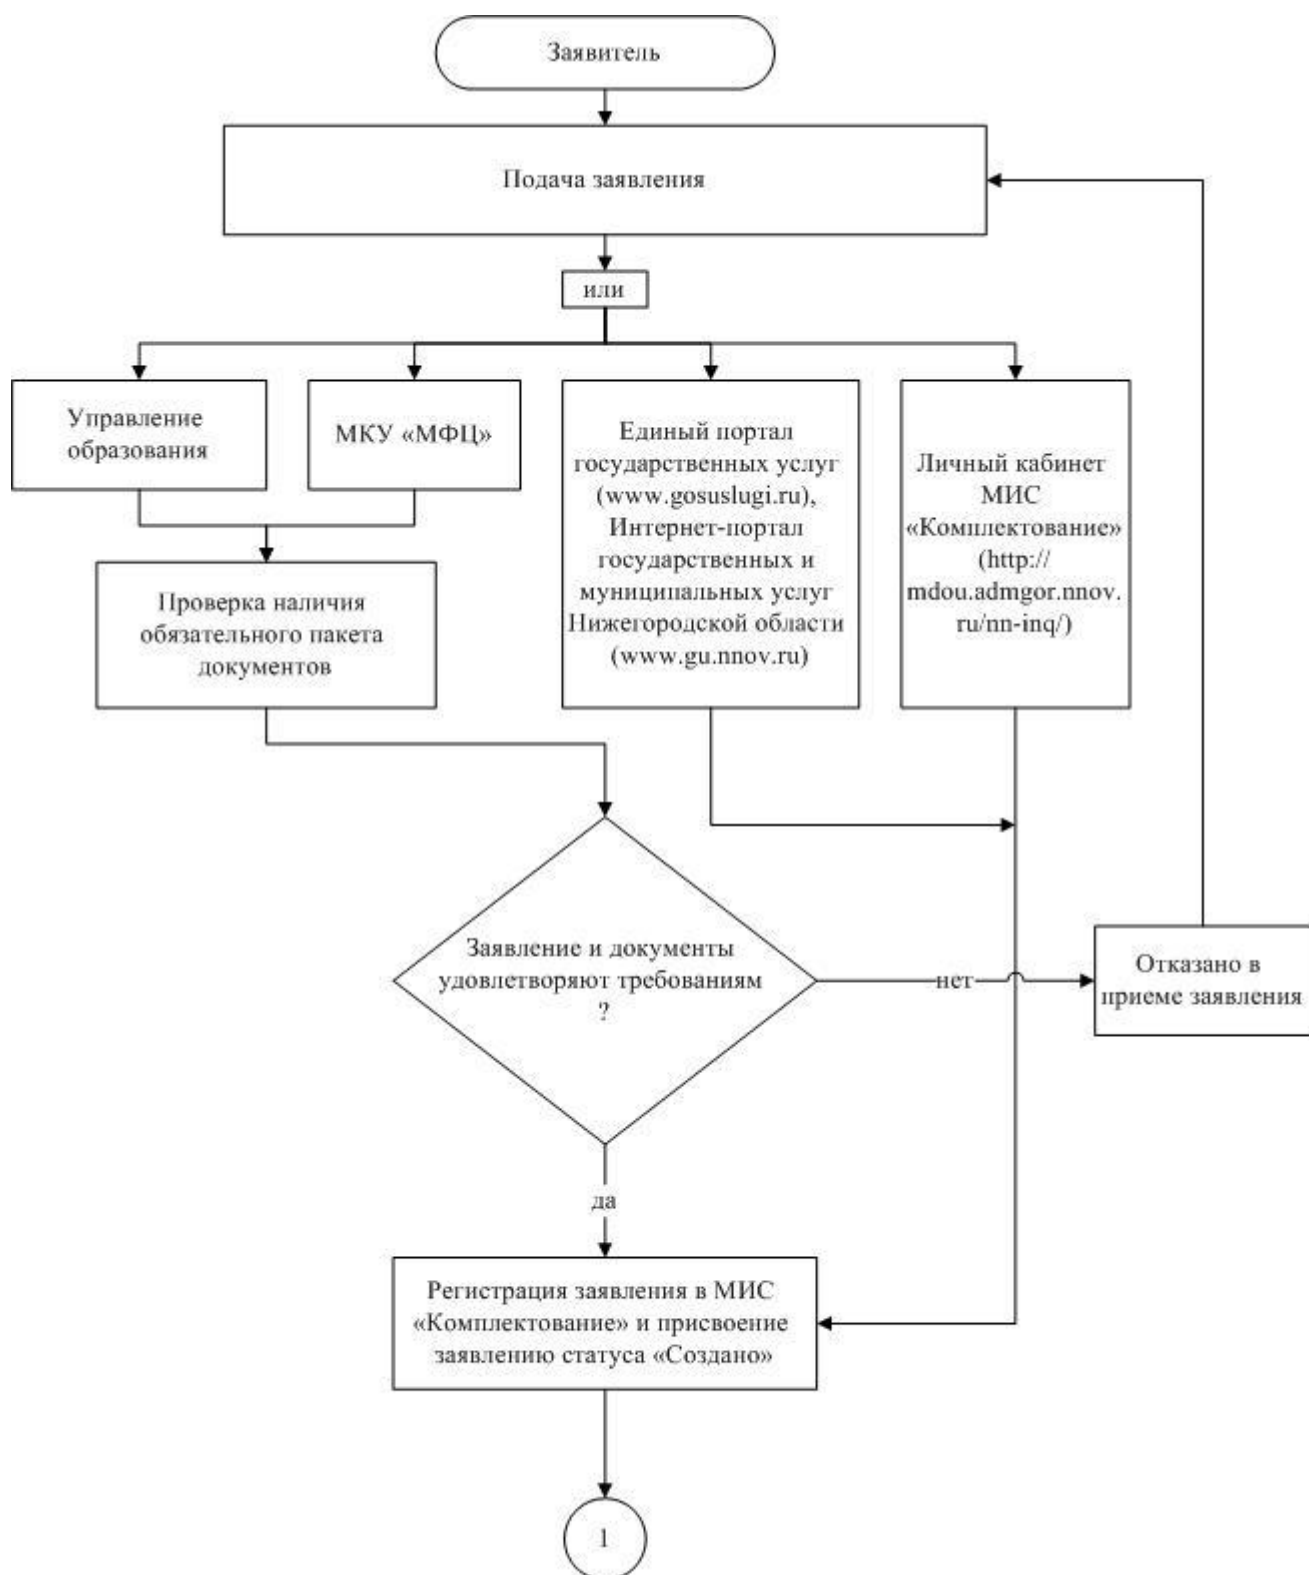 Заявитель
Подача заявления
или
Управление
образования
МКУ «МФЦ»
Единый портал
государственных услуг
(www.gosuslugi.ru),
Интернет-портал
государственных и
муниципальных услуг
Нижегородской области
(www.gu.nnov.ru)
Личный кабинет
МИС
«Комплектование»
(http://
mdou.admgor.nnov.
ru/nn-inq/)
Проверка наличия
обязательного пакета
документов
Заявление и документы
удовлетворяют требованиям
?
нет
Отказано в
приеме заявления
да
Регистрация заявления в МИС
«Комплектование» и присвоение
заявлению статуса «Создано»
1